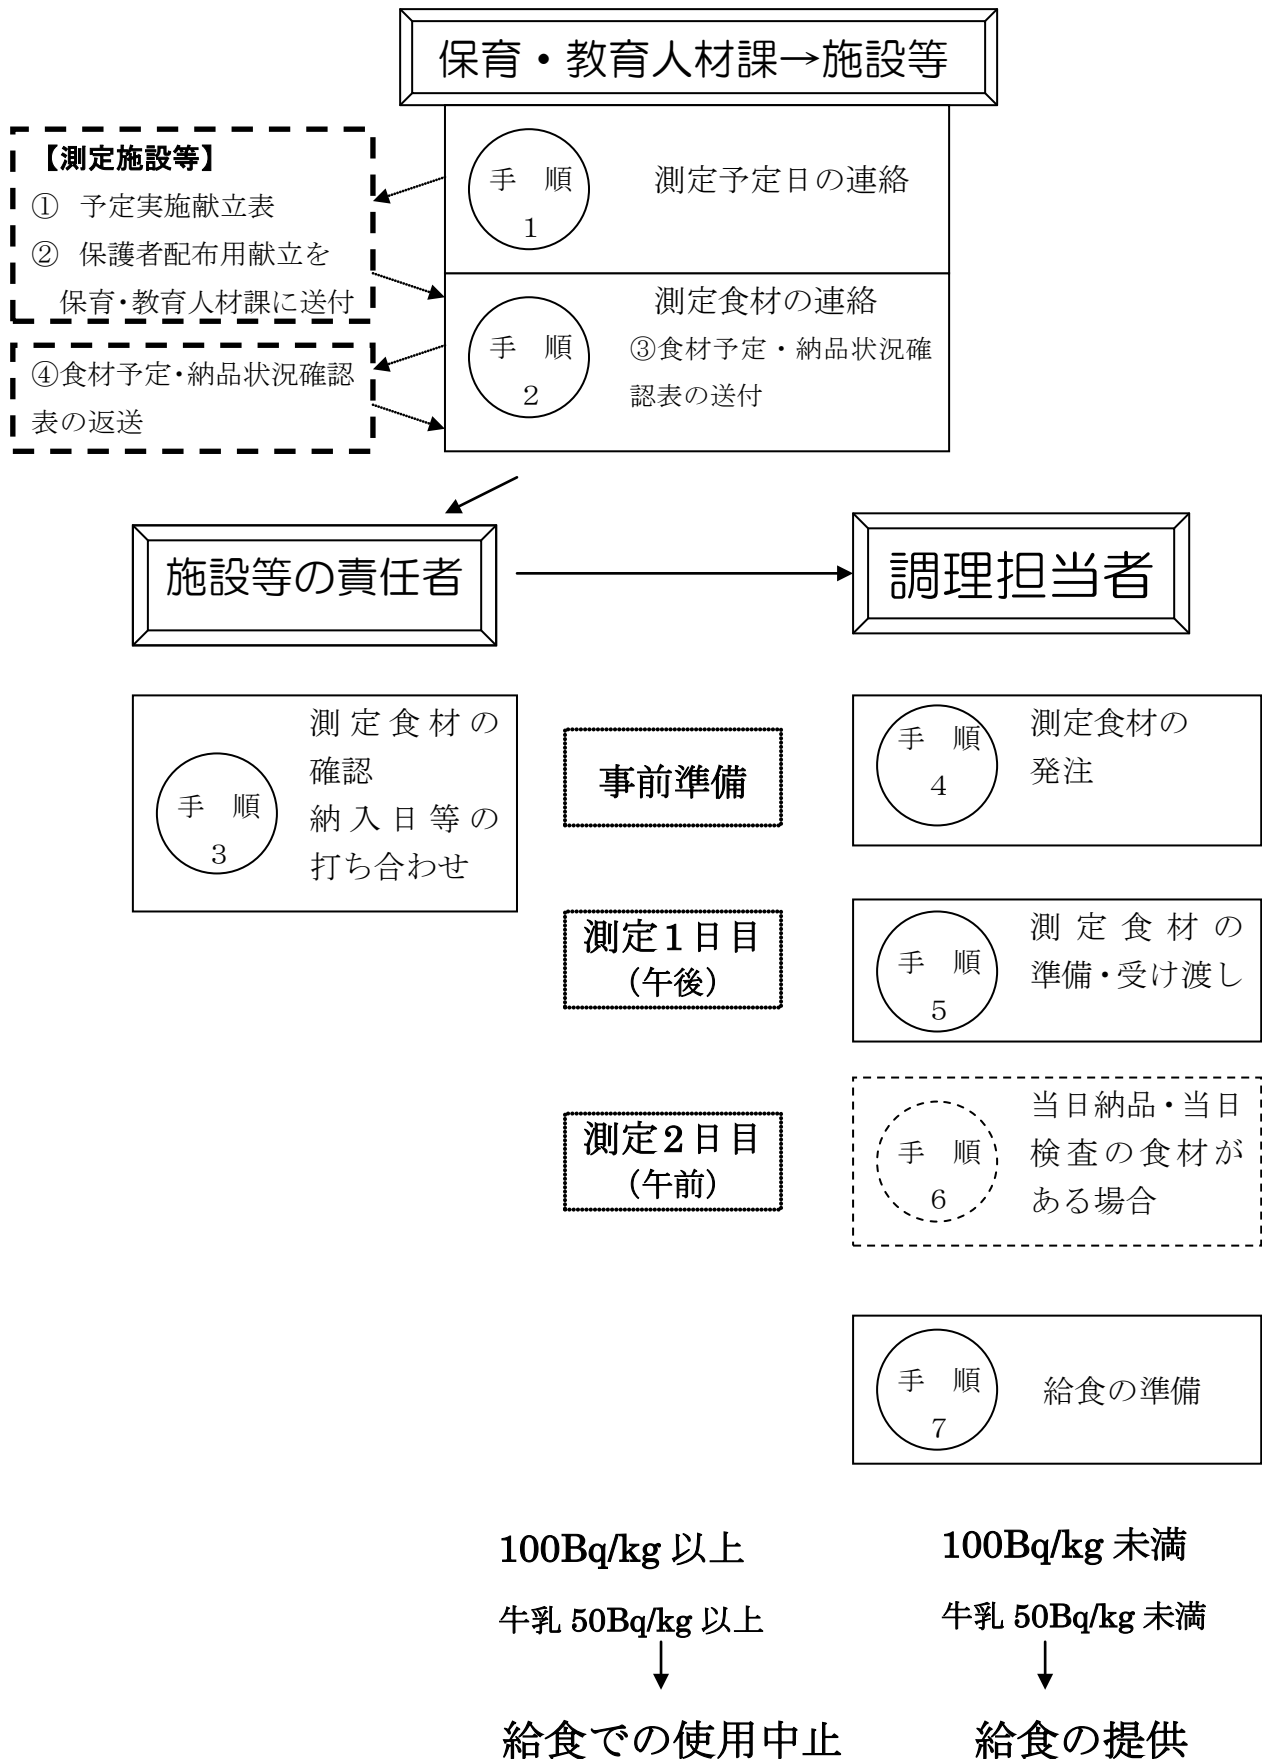 保育・教育人材課→施設等
手　順
1
測定予定日の連絡
【測定施設等】
①　予定実施献立表
②　保護者配布用献立を
保育・教育人材課に送付
手　順
2
測定食材の連絡
③食材予定・納品状況確
認表の送付
④食材予定・納品状況確認
表の返送
施設等の責任者
調理担当者
手　順
3
測定食材の
確認
納入日等の
打ち合わせ
事前準備
手　順
4
測定食材の
発注
測定1日目
（午後）
手　順
5
測定食材の
準備・受け渡し
測定2日目
（午前）
手　順
6
当日納品・当日
検査の食材が
ある場合
手　順
7
給食の準備
100Bq/kg 以上
牛乳 50Bq/kg 以上
給食での使用中止
100Bq/kg 未満
牛乳 50Bq/kg 未満
給食の提供